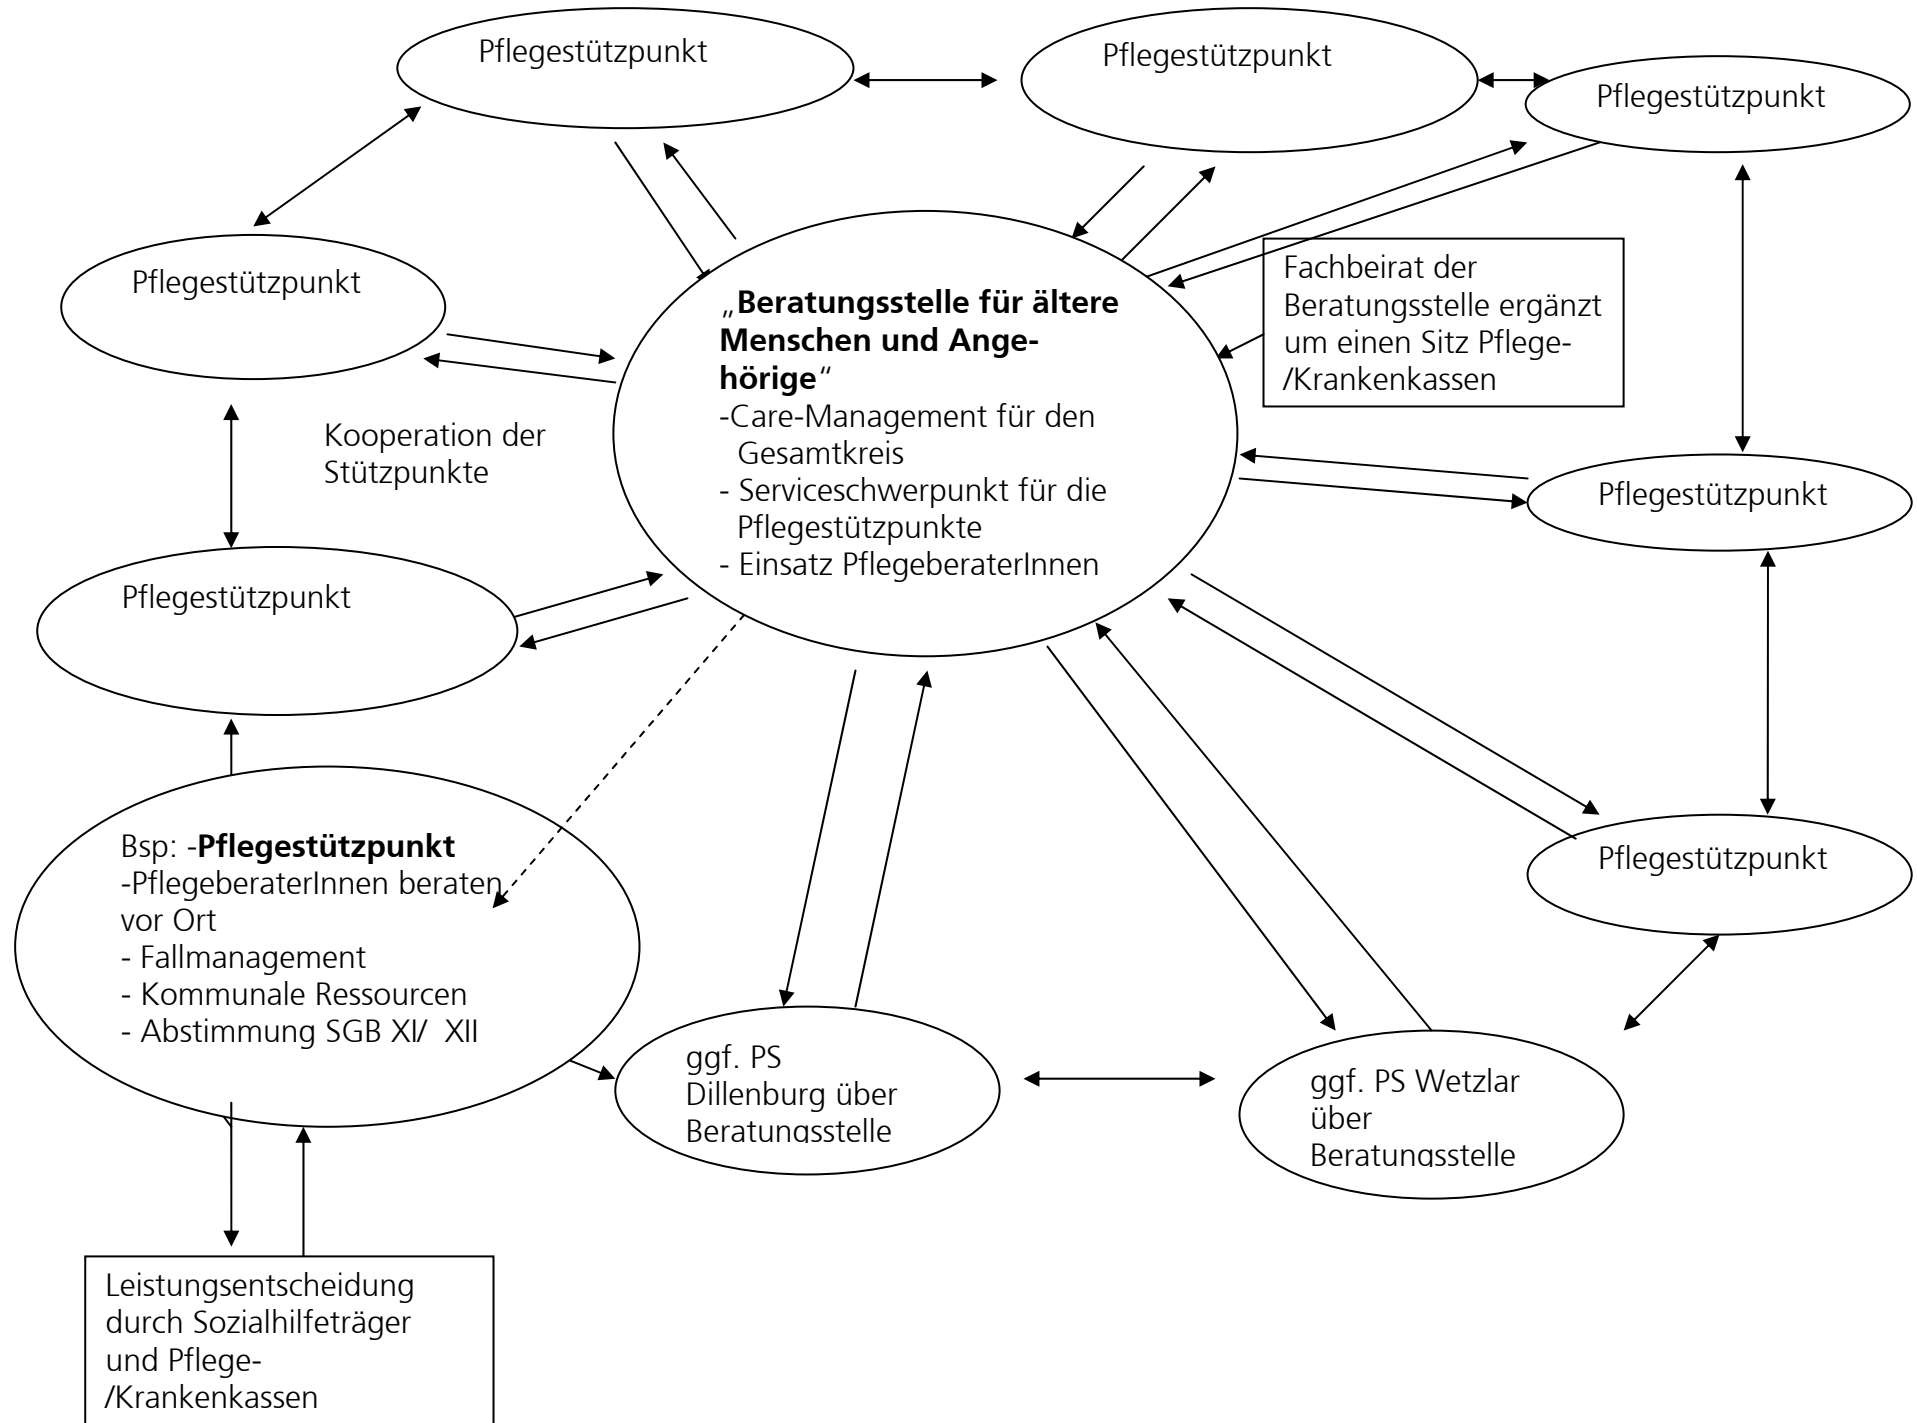 Pflegestützpunkt
Pflegestützpunkt
Pflegestützpunkt
Pflegestützpunkt
„Beratungsstelle für ältere
Menschen und Ange-
hörige“
-Care-Management für den
Gesamtkreis
- Serviceschwerpunkt für die
Pflegestützpunkte
- Einsatz PflegeberaterInnen
Fachbeirat der
Beratungsstelle ergänzt
um einen Sitz Pflege-
/Krankenkassen
Kooperation der
Stützpunkte
Pflegestützpunkt
Pflegestützpunkt
Pflegestützpunkt
Bsp: -Pflegestützpunkt
-PflegeberaterInnen beraten
vor Ort
- Fallmanagement
- Kommunale Ressourcen
- Abstimmung SGB XI/ XII
ggf. PS
Dillenburg über
Beratungsstelle
ggf. PS Wetzlar
über
Beratungsstelle
Leistungsentscheidung
durch Sozialhilfeträger
und Pflege-
/Krankenkassen